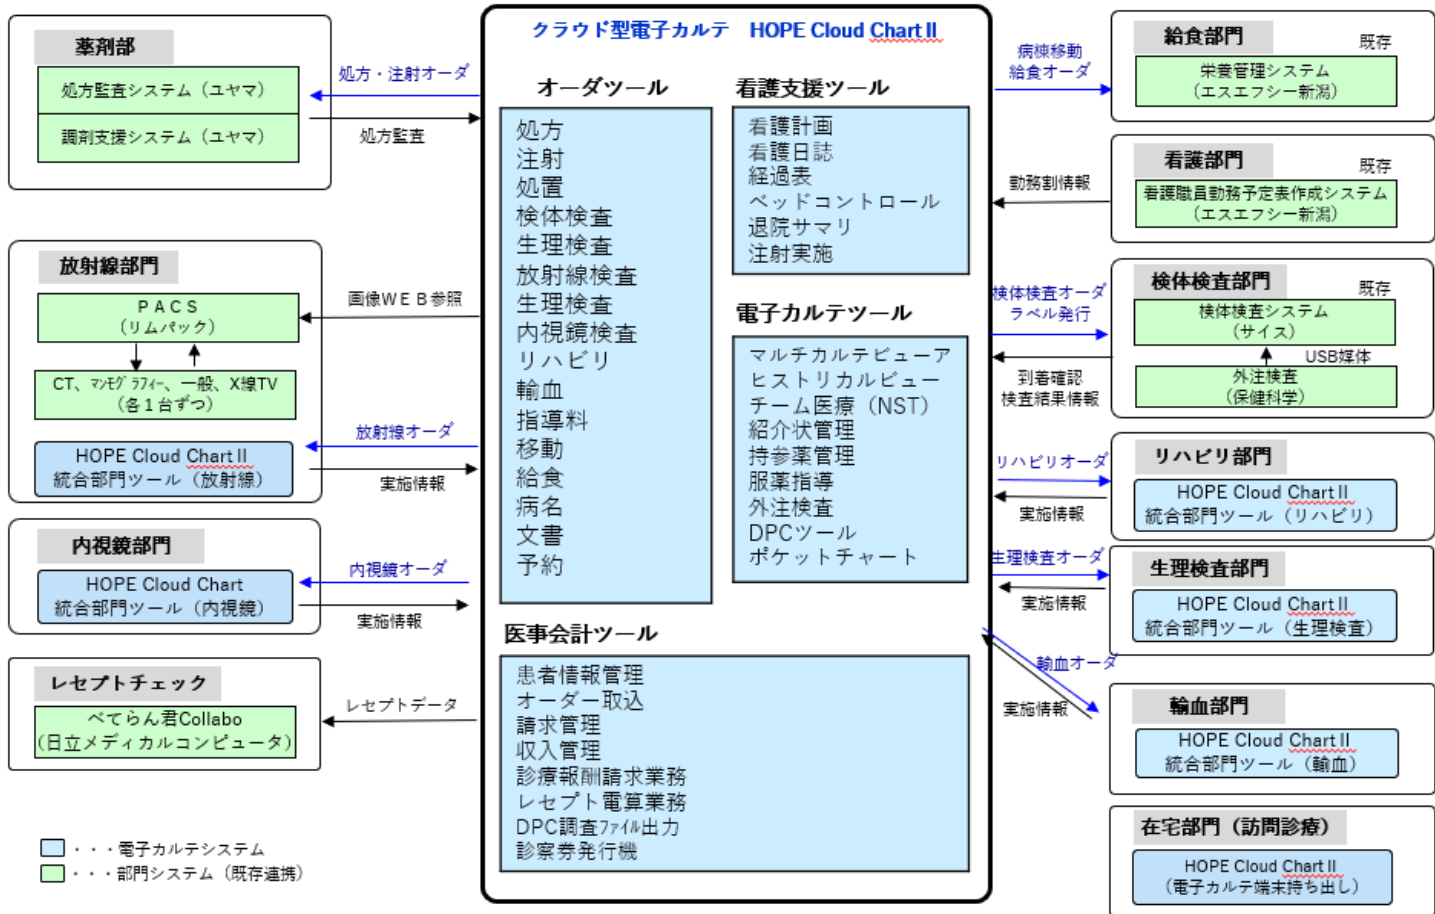 クラウド型電子カルテ　HOPE Cloud ChartⅡ
薬剤部
処方監査システム（ユヤマ）
調剤支援システム（ユヤマ）
処方・注射オーダ
処方監査
放射線部門
ＰＡＣＳ
（リムパック）
CT、ﾏﾝﾓｸﾞﾗﾌｨｰ、一般、X線TV
（各１台ずつ）
HOPE Cloud ChartⅡ
統合部門ツール（放射線）
画像ＷＥＢ参照
放射線オーダ
実施情報
内視鏡部門
HOPE Cloud Chart
統合部門ツール（内視鏡）
内視鏡オーダ
実施情報
レセプトチェック
べてらん君Collabo
(日立メディカルコンピュータ)
レセプトデータ
・・・電子カルテシステム
・・・部門システム（既存連携）
オーダツール
処方
注射
処置
検体検査
生理検査
放射線検査
生理検査
内視鏡検査
リハビリ
輸血
指導料
移動
給食
病名
文書
予約
看護支援ツール
看護計画
看護日誌
経過表
ベッドコントロール
退院サマリ
注射実施
電子カルテツール
マルチカルテビューア
ヒストリカルビュー
チーム医療（NST）
紹介状管理
持参薬管理
服薬指導
外注検査
DPCツール
ポケットチャート
医事会計ツール
患者情報管理
オーダー取込
請求管理
収入管理
診療報酬請求業務
レセプト電算業務
DPC調査ﾌｧｲﾙ出力
診察券発行機
病棟移動
給食オーダ
給食部門
既存
栄養管理システム
（エスエフシー新潟）
勤務割情報
看護部門
既存
看護職員勤務予定表作成システム
（エスエフシー新潟）
検体検査オーダ
ラベル発行
到着確認
検査結果情報
検体検査部門
既存
検体検査システム
（サイス）
USB媒体
外注検査
（保健科学）
リハビリオーダ
実施情報
リハビリ部門
HOPE Cloud ChartⅡ
統合部門ツール（リハビリ）
生理検査オーダ
実施情報
生理検査部門
HOPE Cloud ChartⅡ
統合部門ツール（生理検査）
輸血オーダ
実施情報
輸血部門
HOPE Cloud ChartⅡ
統合部門ツール（輸血）
在宅部門（訪問診療）
HOPE Cloud ChartⅡ
（電子カルテ端末持ち出し）